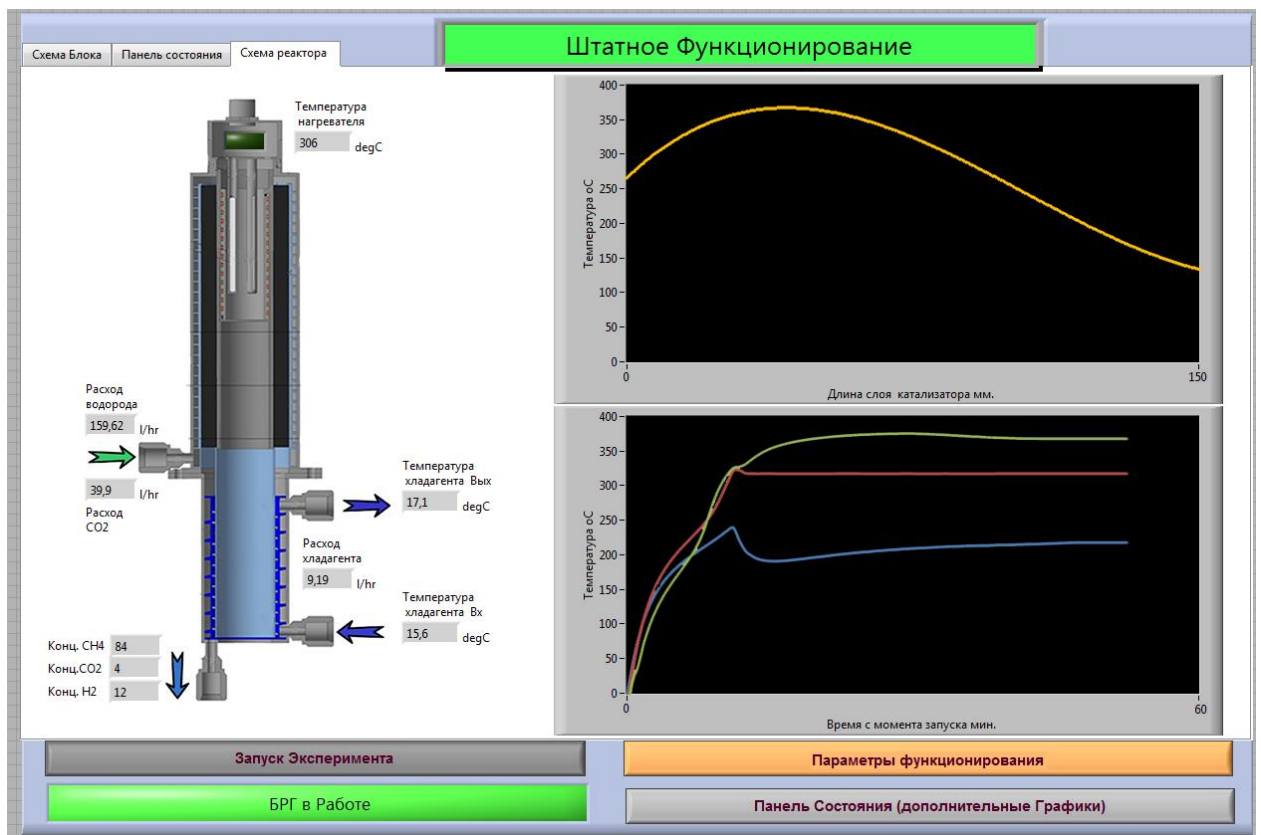 Штатное Функционирование
Схема Блока
Панель состояния
Схема реактора
Температура
нагревателя
306
degC
Расход
водорода
159,62
l/hr
39,9
l/hr
Расход
CO2
Температура
хладагента Вых
17,1
degC
Расход
хладагента
9,19
l/hr
Температура
хладагента Вх
15,6
degC
Конц. CH4 84
Конц.CO2 4
Конц. H2 12
400
350
300
250
200
150
100
50
0
Температура оС
0
150
Длина слоя катализатора мм.
400
350
300
250
200
150
100
50
0
Температура оС
0
60
Время с момента запуска мин.
Запуск Эксперимента
Параметры функционирования
БРГ в Работе
Панель Состояния (дополнительные Графики)